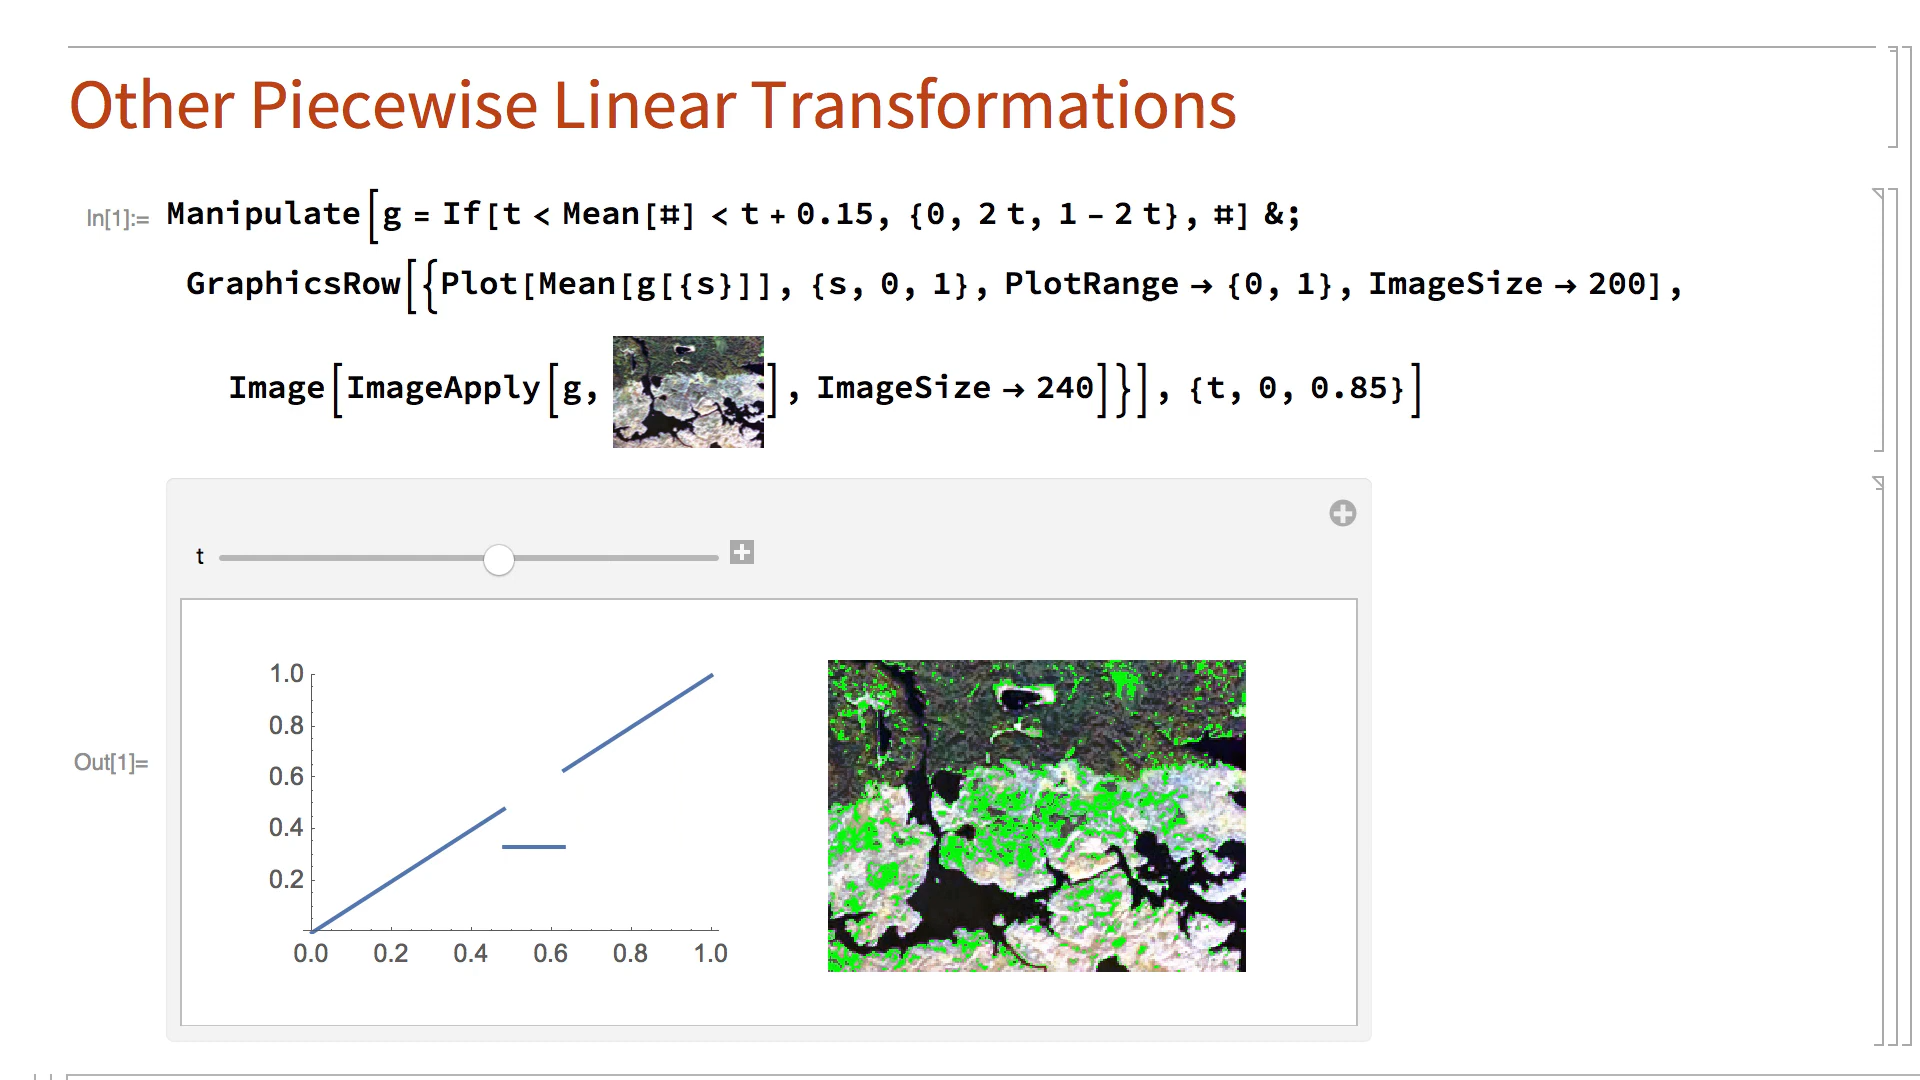 Other Piecewise Linear Transformations
In[1]:= Manipulate[g = If[t < Mean[#] < t + 0.15, {0, 2 t, 1 - 2 t}, #] &;
GraphicsRow[{Plot[Mean[g[{s}]], {s, 0, 1}, PlotRange → {0, 1}, ImageSize → 200],
Image[ImageApply[g, ], ImageSize → 240]}], {t, 0, 0.85}]
t
Out[1]=
1.0
0.8
0.6
0.4
0.2
0.0 0.2 0.4 0.6 0.8 1.0